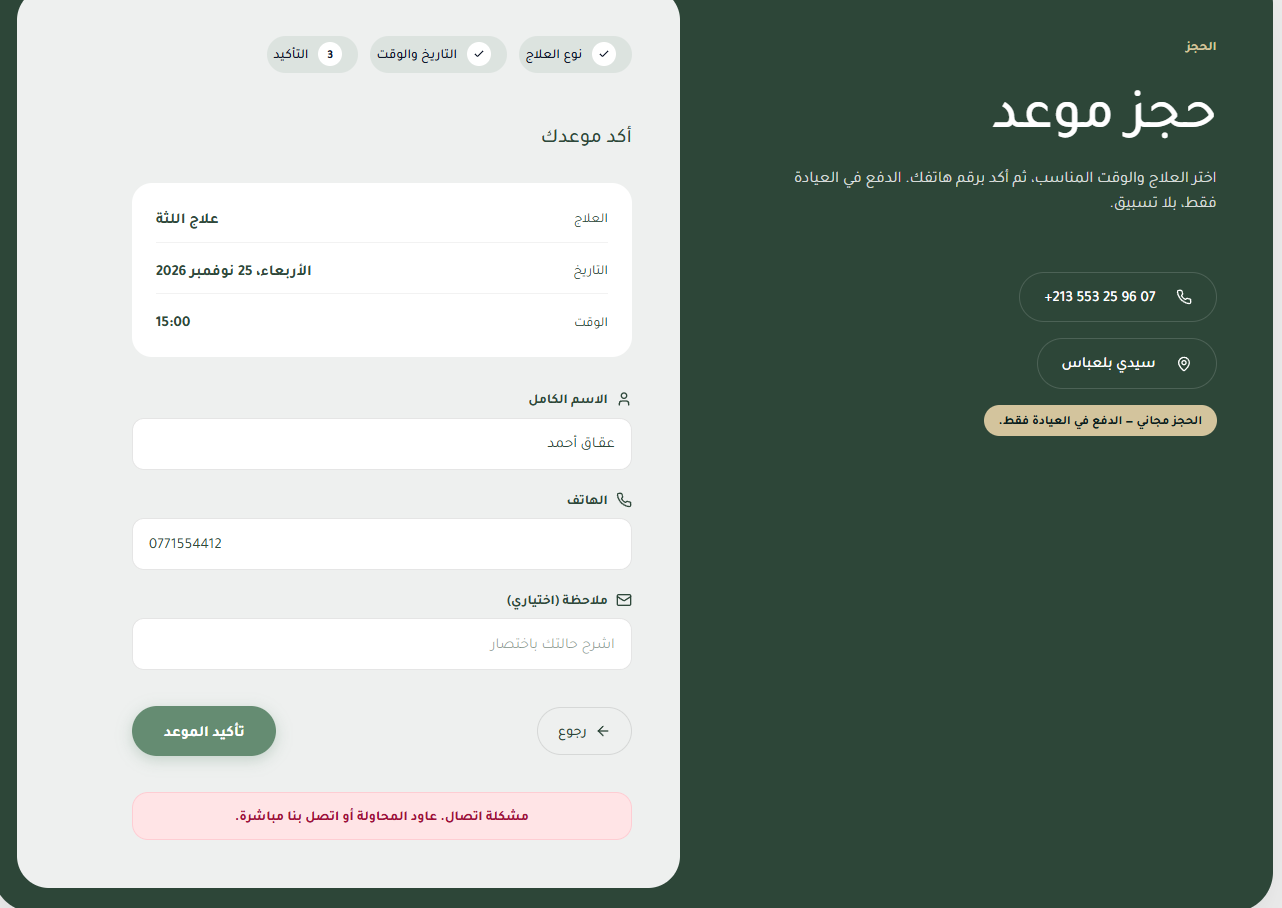 الحجز
حجز موعد
اختر العلاج والوقت المناسب، ثم أكد برقم هاتفك. الدفع في العيادة
فقط، بلا تسبيق.
+213 553 25 96 07
سيدي بلعباس
الحجز مجاني — الدفع في العيادة فقط.
نوع العلاج
التاريخ والوقت
3 التأكيد
أكد موعدك
العلاج علاج اللثة
التاريخ الأربعاء، 25 نوفمبر 2026
الوقت 15:00
الاسم الكامل
عقاق أحمد
الهاتف
0771554412
ملاحظة (اختياري)
اشرح حالتك باختصار
رجوع
تأكيد الموعد
مشكلة اتصال. عاود المحاولة أو اتصل بنا مباشرة.